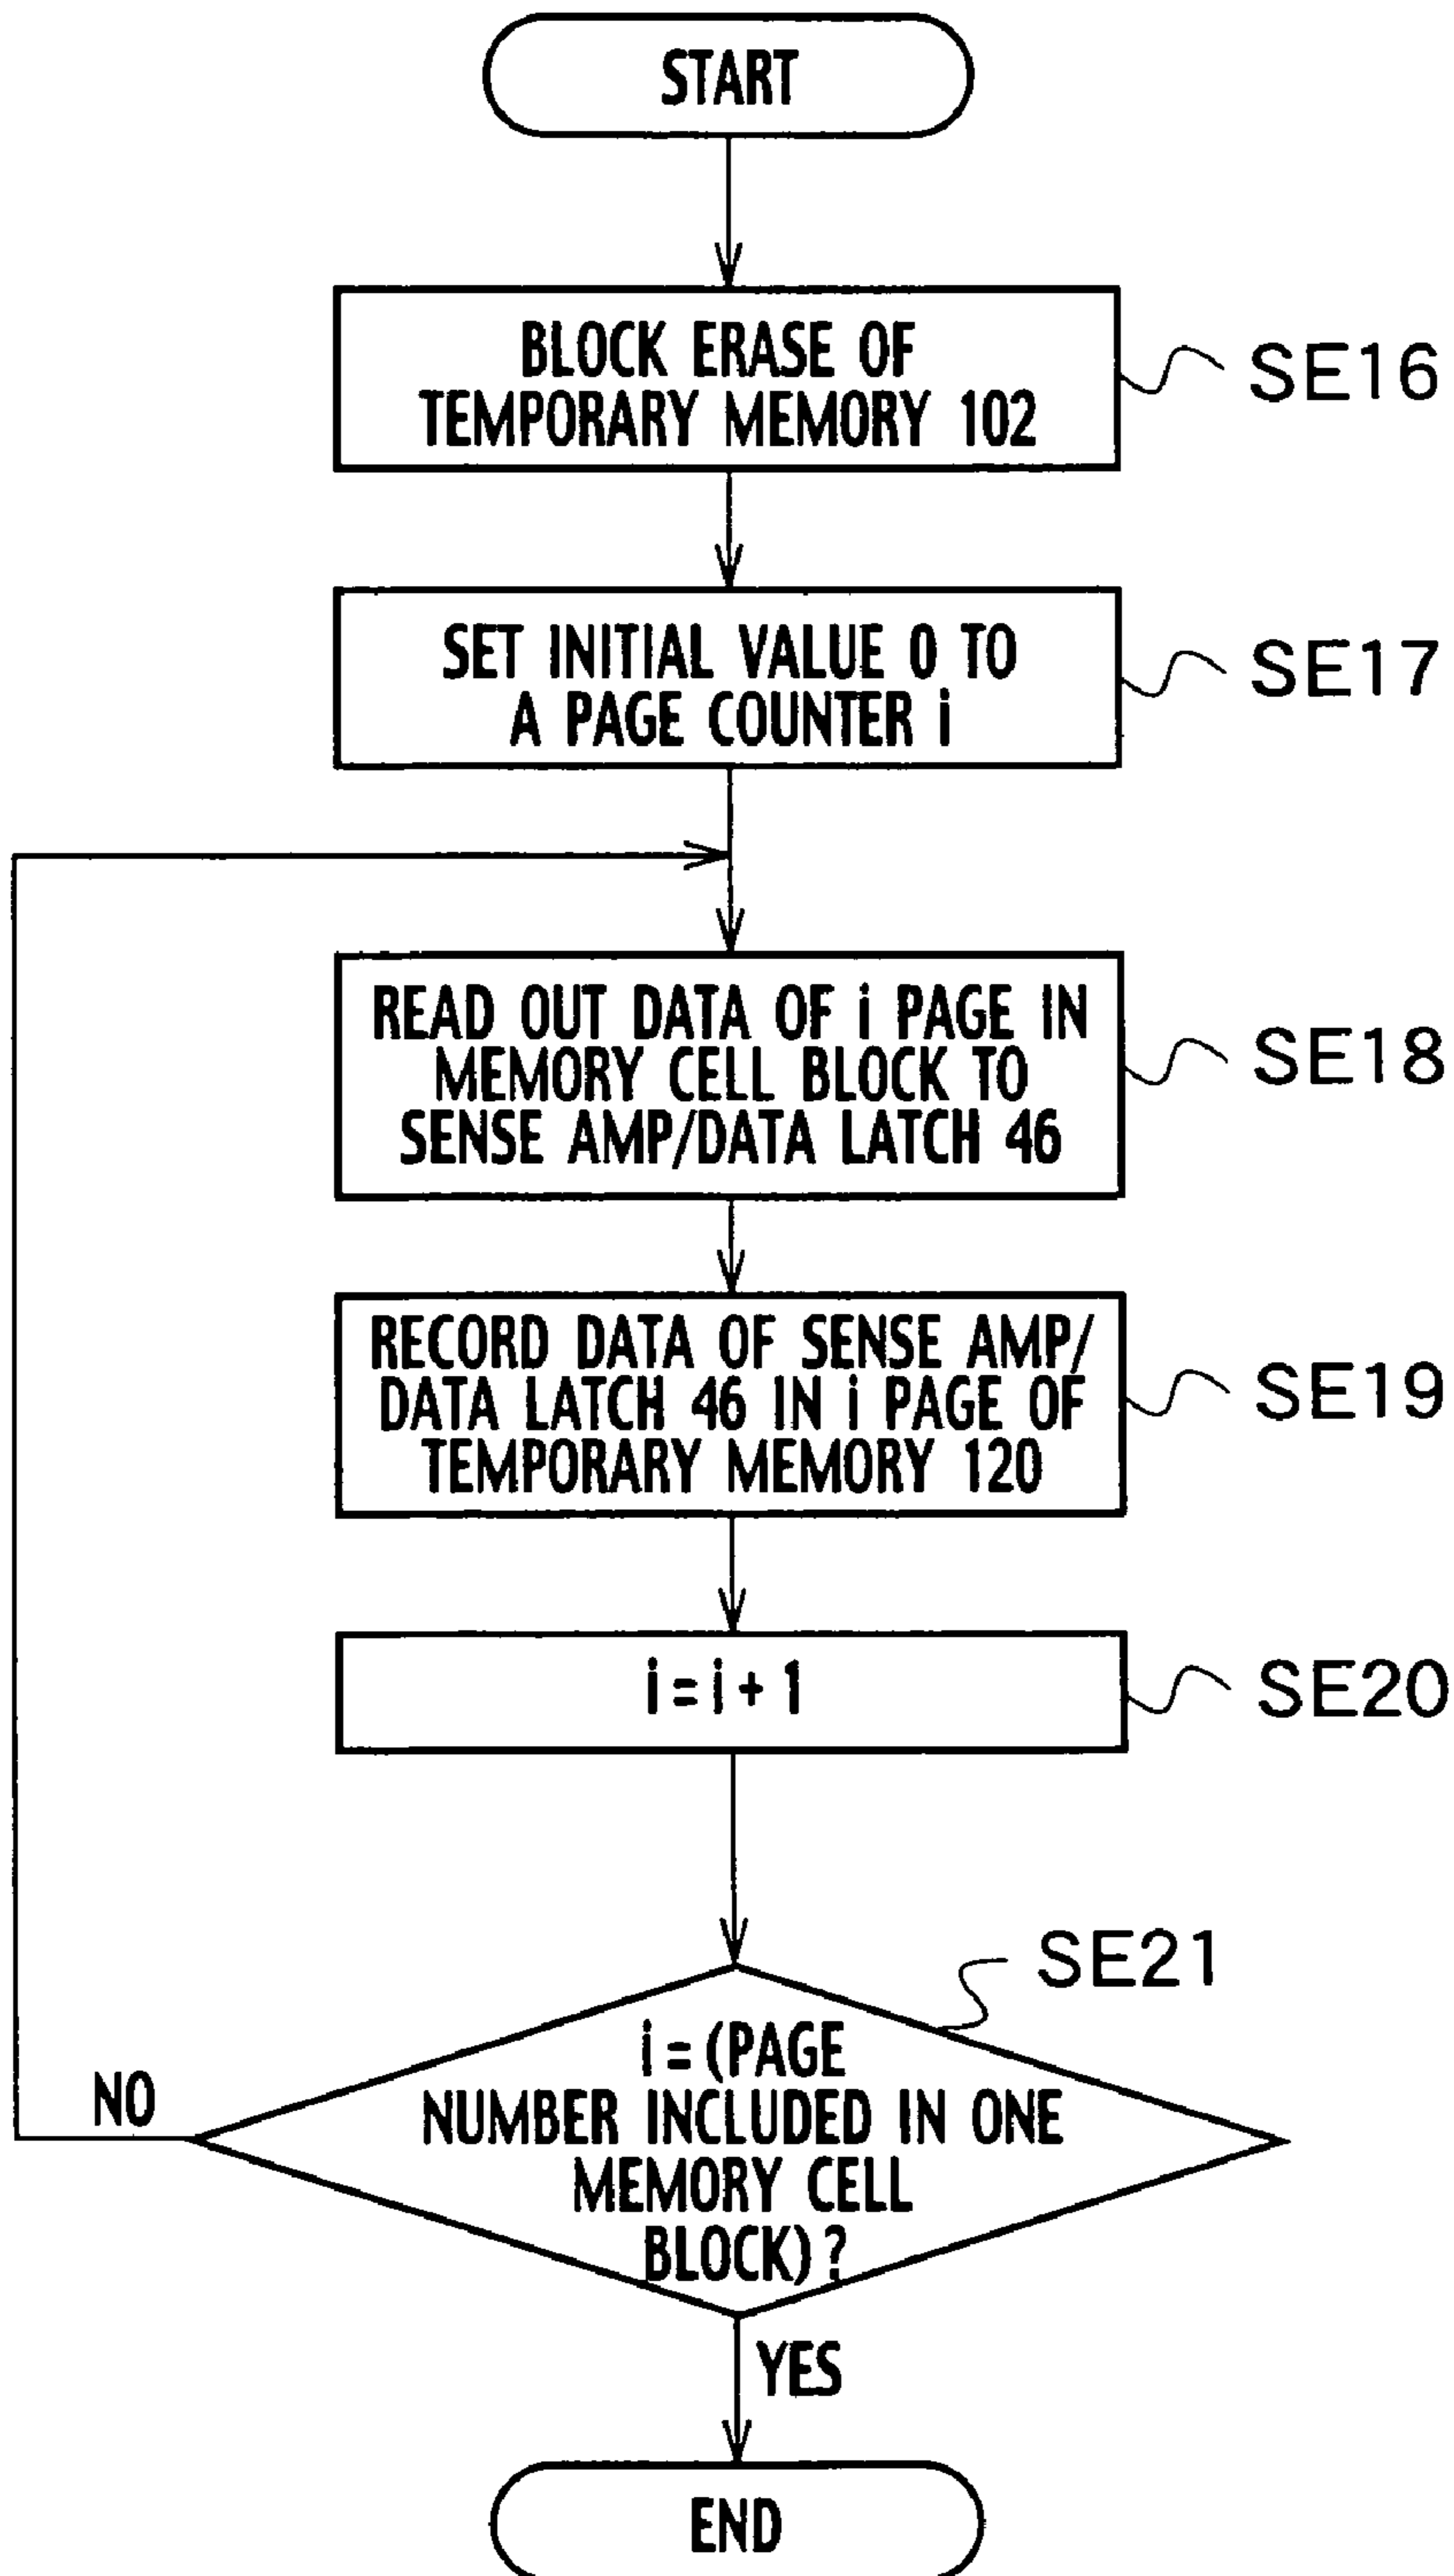 START
BLOCK ERASE OF
TEMPORARY MEMORY 102
SE16
SET INITIAL VALUE 0 TO
A PAGE COUNTER i
SE17
READ OUT DATA OF i PAGE IN
MEMORY CELL BLOCK TO
SENSE AMP/DATA LATCH 46
SE18
RECORD DATA OF SENSE AMP/
DATA LATCH 46 IN i PAGE OF
TEMPORARY MEMORY 120
SE19
i = i + 1
SE20
SE21
i = (PAGE
NUMBER INCLUDED IN ONE
MEMORY CELL
BLOCK) ?
NO
YES
END